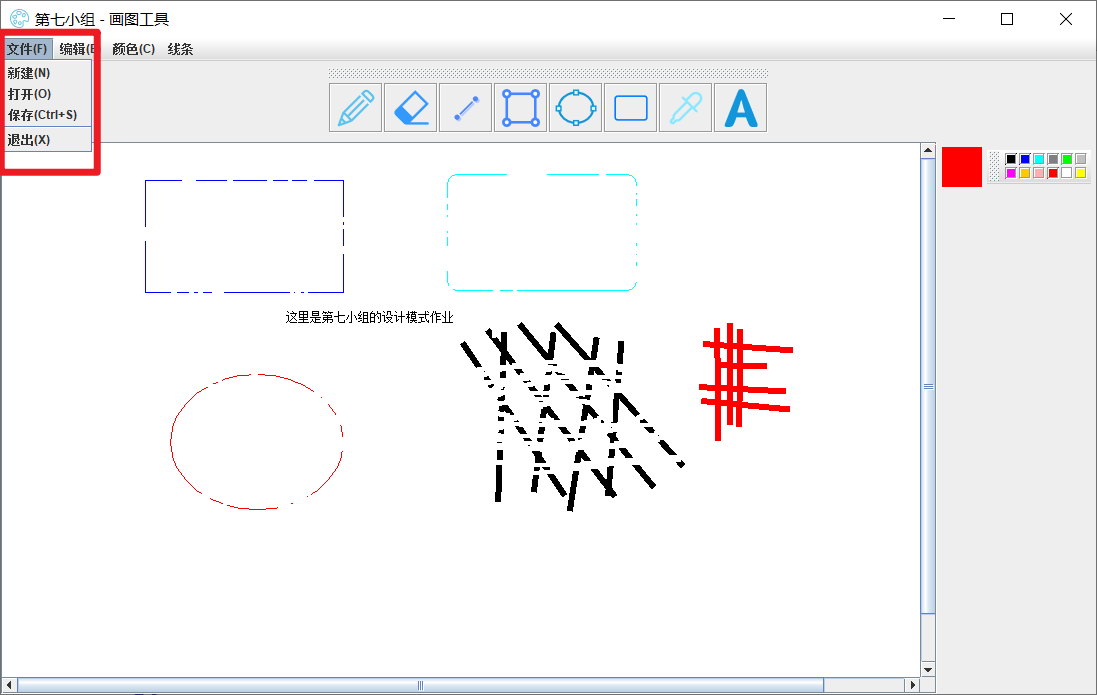 第七小组 - 画图工具
文件(F) 编辑(E 颜色(C) 线条
新建(N)
打开(O)
保存(Ctrl+S)
退出(X)
A
这里是第七小组的设计模式作业